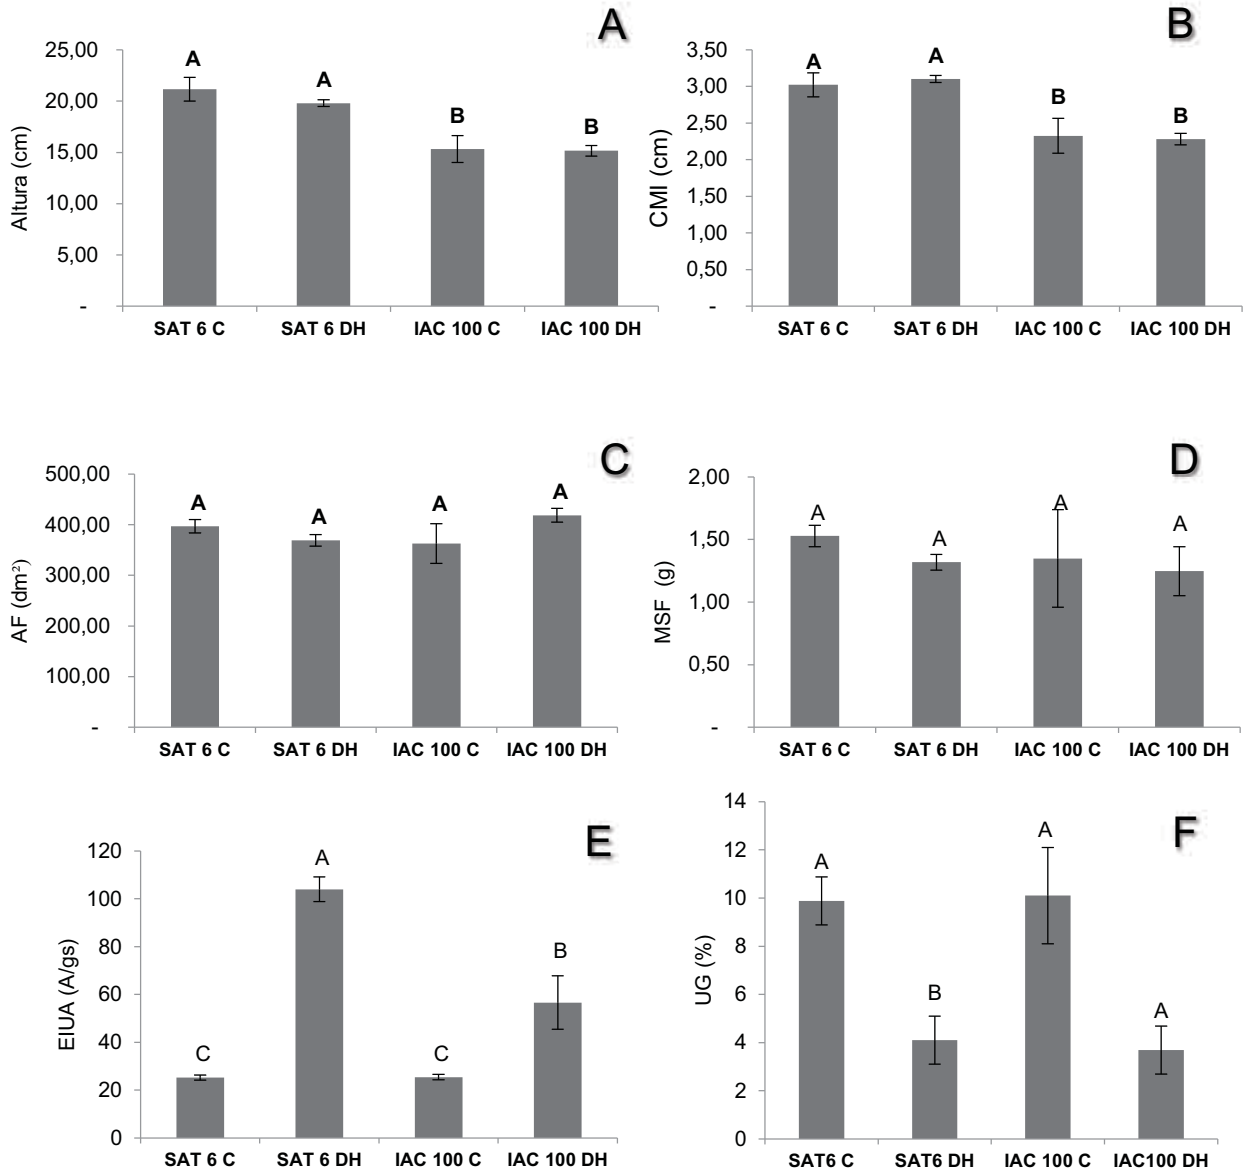 A
25,00
20,00
15,00
10,00
5,00
-
Altura (cm)
A
A
B
B
SAT 6 C
SAT 6 DH
IAC 100 C
IAC 100 DH
B
3,50
3,00
2,50
2,00
1,50
1,00
0,50
-
CMI (cm)
A
A
B
B
SAT 6 C
SAT 6 DH
IAC 100 C
IAC 100 DH
C
500,00
400,00
300,00
200,00
100,00
-
AF (dm²)
A
A
A
A
SAT 6 C
SAT 6 DH
IAC 100 C
IAC 100 DH
D
2,00
1,50
1,00
0,50
-
MSF (g)
A
A
A
A
SAT 6 C
SAT 6 DH
IAC 100 C
IAC 100 DH
E
120
100
80
60
40
20
0
EIUA (A/gs)
C
A
C
B
SAT 6 C
SAT 6 DH
IAC 100 C
IAC 100 DH
F
14
12
10
8
6
4
2
0
UG (%)
A
B
A
A
SAT6 C
SAT6 DH
IAC 100 C
IAC100 DH